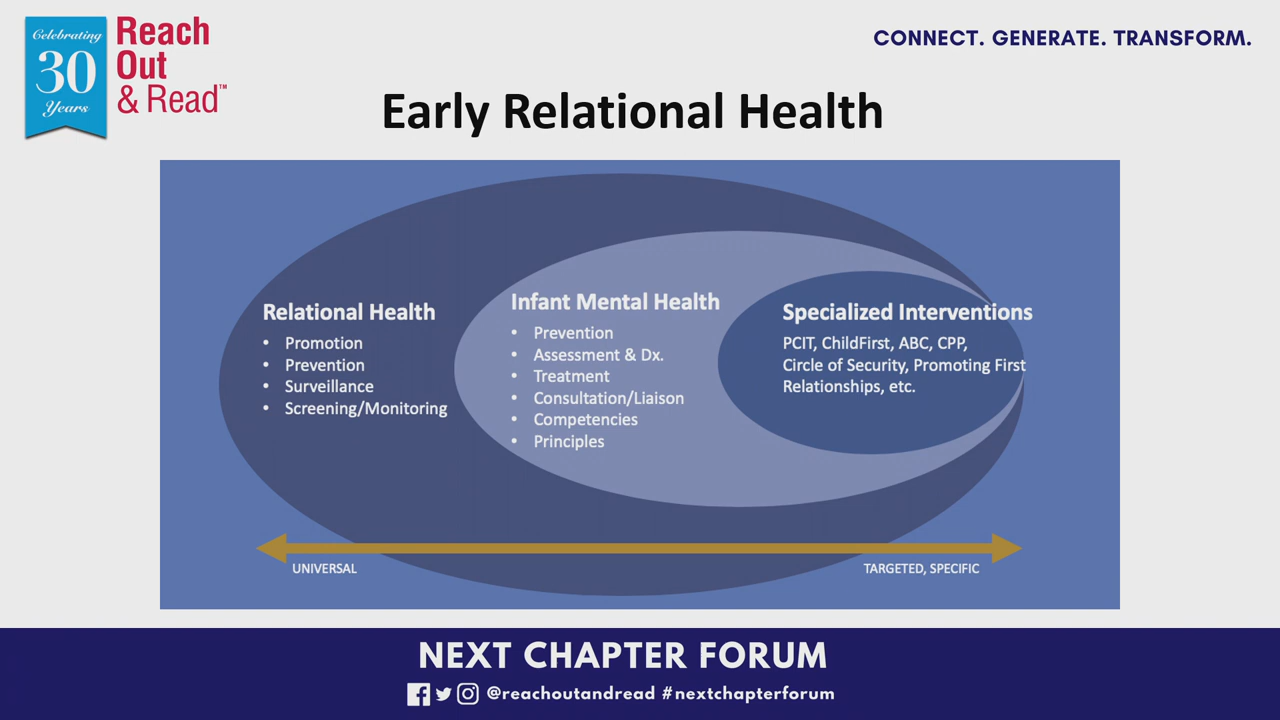 Celebrating
30
Years
Reach
Out
& Read™
CONNECT. GENERATE. TRANSFORM.
Early Relational Health
Relational Health
• Promotion
• Prevention
• Surveillance
• Screening/Monitoring
Infant Mental Health
• Prevention
• Assessment & Dx.
• Treatment
• Consultation/Liaison
• Competencies
• Principles
Specialized Interventions
PCIT, ChildFirst, ABC, CPP,
Circle of Security, Promoting First
Relationships, etc.
UNIVERSAL
TARGETED, SPECIFIC
NEXT CHAPTER FORUM
@reachoutandread #nextchapterforum